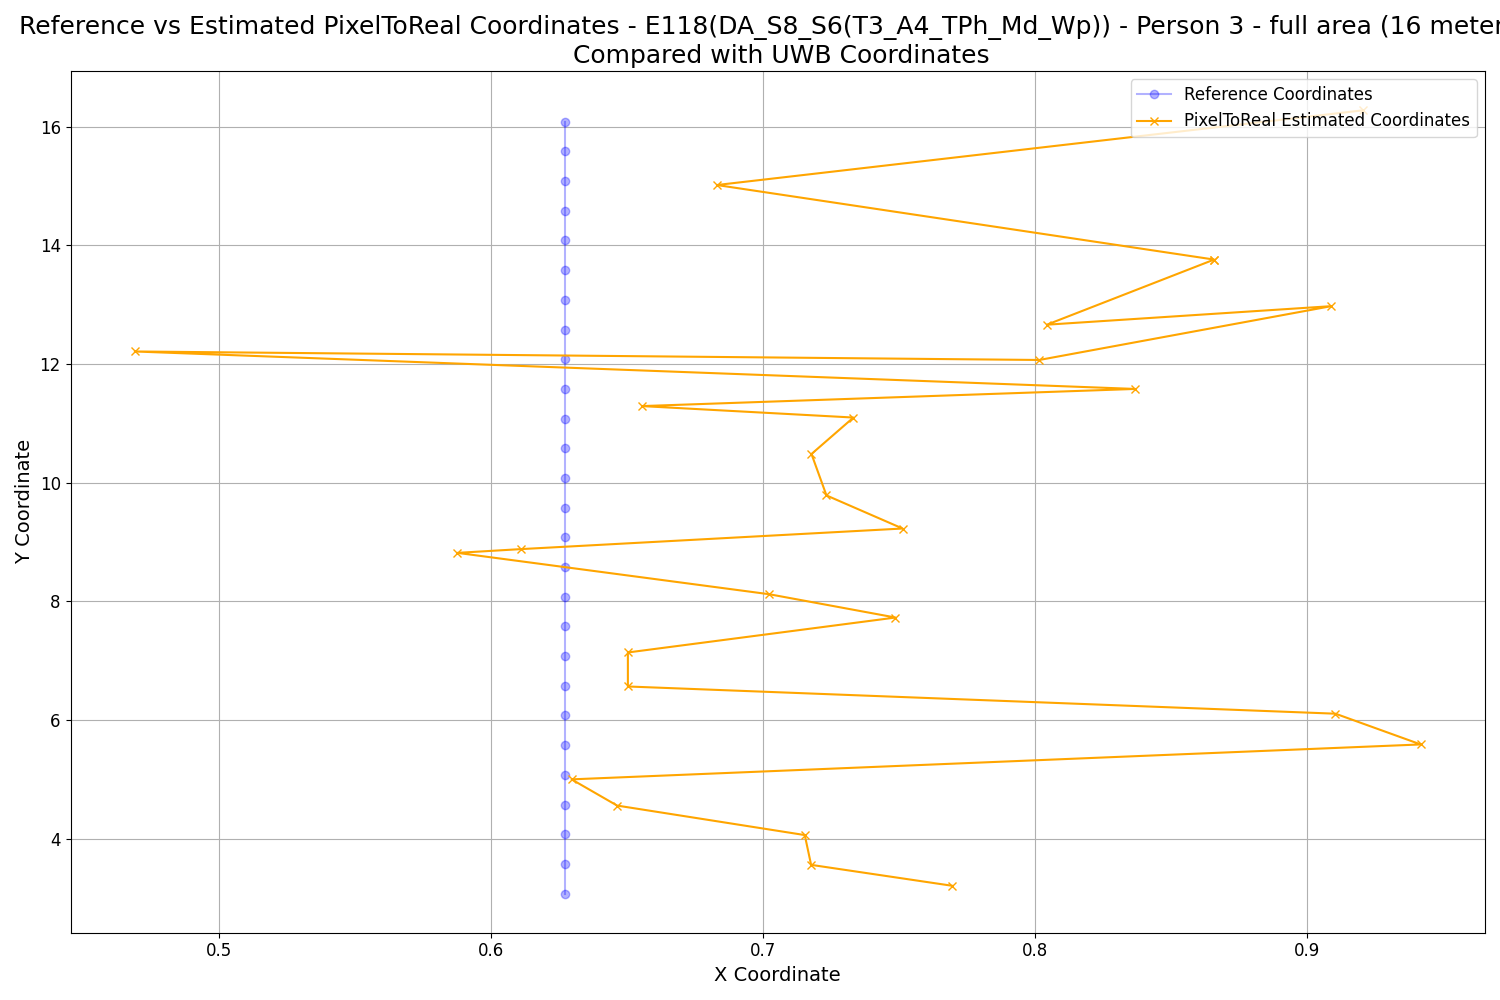 Reference vs Estimated PixelToReal Coordinates - E118(DA_S8_S6(T3_A4_TPh_Md_Wp)) - Person 3 - full area (16 meter
Compared with UWB Coordinates
Reference Coordinates
PixelToReal Estimated Coordinates
16
14
12
10
8
6
4
Y Coordinate
0.5
0.6
0.7
0.8
0.9
X Coordinate